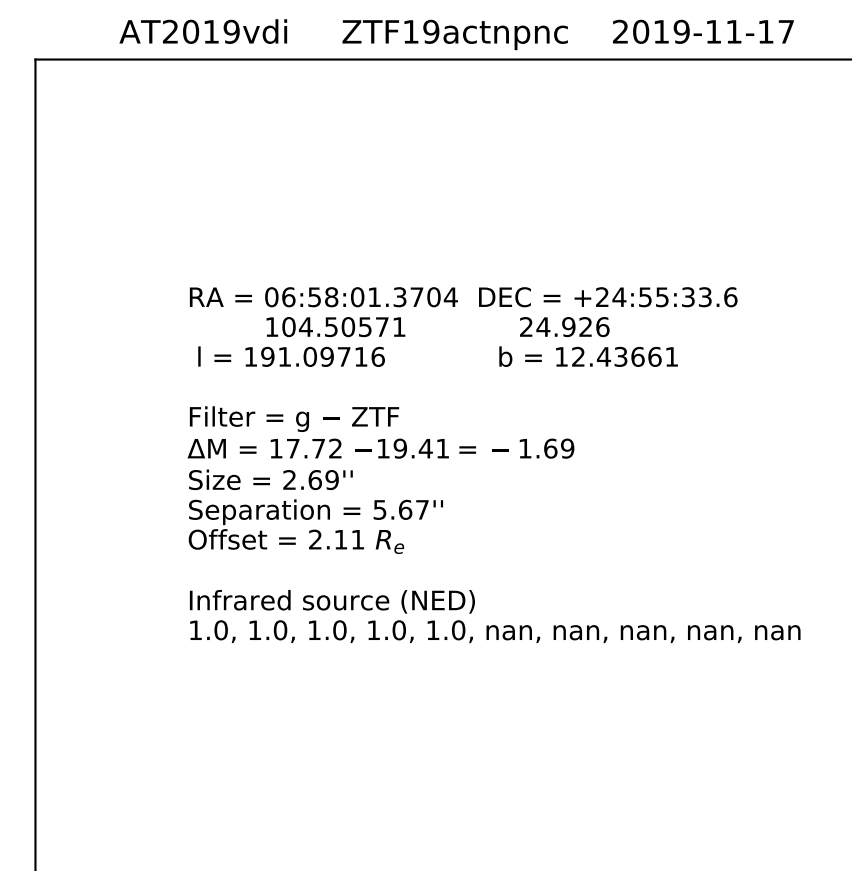 AT2019vdi ZTF19actnpnc 2019-11-17
RA = 06:58:01.3704 DEC = +24:55:33.6
104.50571 24.926
l = 191.09716 b = 12.43661
Filter = g − ZTF
ΔM = 17.72 −19.41 = − 1.69
Size = 2.69''
Separation = 5.67''
Offset = 2.11 Re
Infrared source (NED)
1.0, 1.0, 1.0, 1.0, 1.0, nan, nan, nan, nan, nan